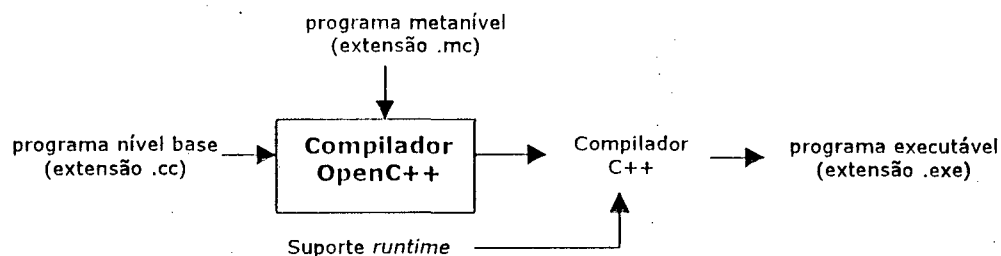 programa metanível
(extensão .mc)
programa nível base
(extensão .cc)
Compilador
OpenC++
Compilador
C++
programa executável
(extensão .exe)
Suporte runtime